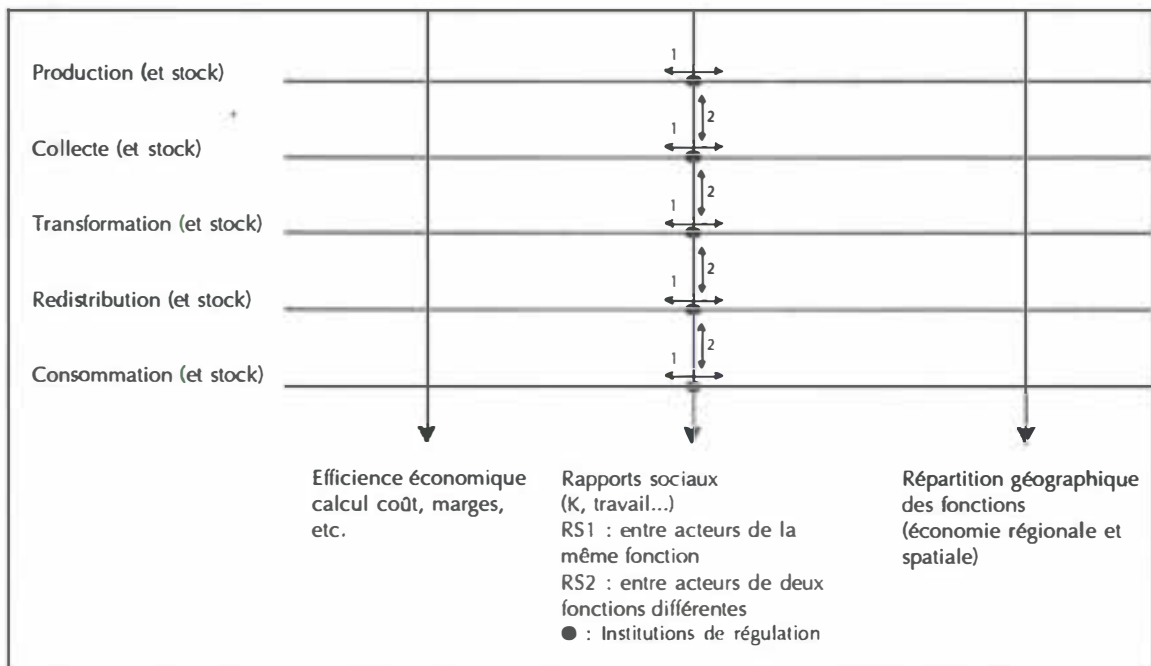 Production (et stock)
1
2
Collecte (et stock)
1
2
Transformation (et stock)
1
2
Redistribution (et stock)
1
2
Consommation (et stock)
1
Efficience économique
calcul coût, marges,
etc.
Rapports sociaux
(K, travail...)
RS1 : entre acteurs de la
même fonction
RS2 : entre acteurs de deux
fonctions différentes
● : Institutions de régulation
Répartition géographique
des fonctions
(économie régionale et
spatiale)